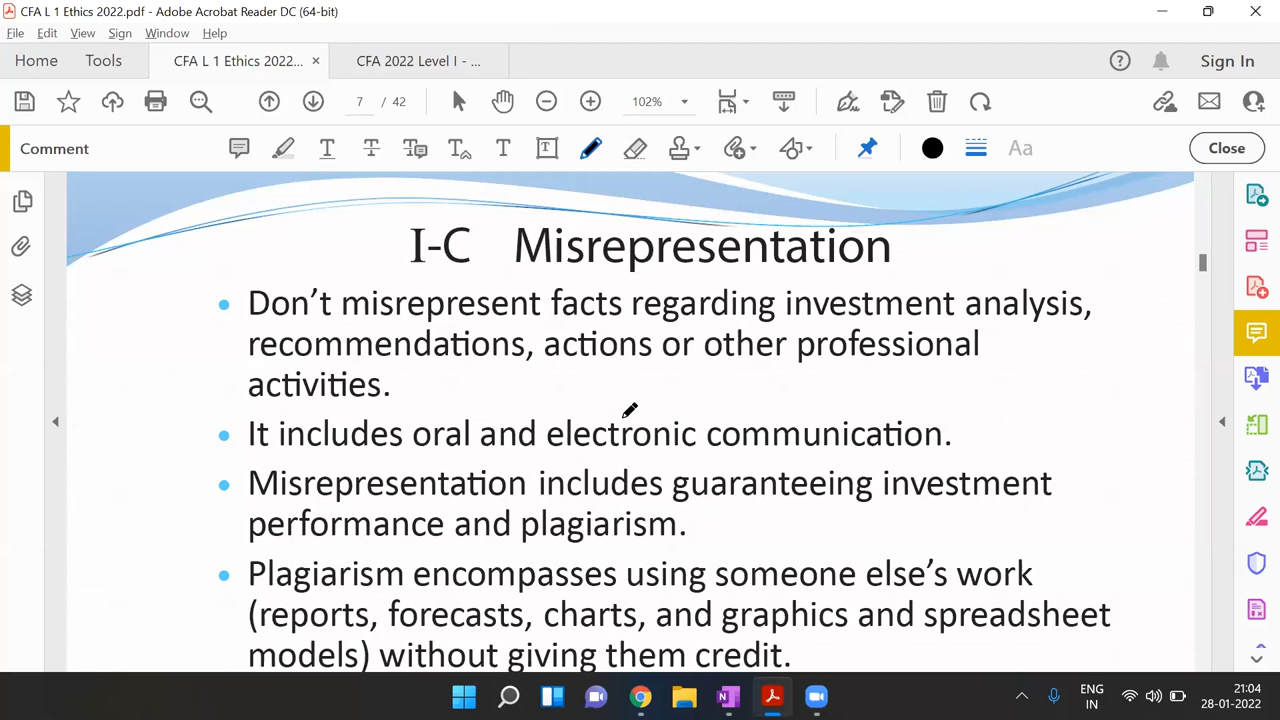 CFA L 1 Ethics 2022.pdf - Adobe Acrobat Reader DC (64-bit)
File Edit View Sign Window Help
Home Tools CFA L 1 Ethics 2022... × CFA 2022 Level I - ... Sign In
7 / 42 102%
Comment Aa Close
I-C Misrepresentation
• Don’t misrepresent facts regarding investment analysis,
recommendations, actions or other professional
activities.
• It includes oral and electronic communication.
• Misrepresentation includes guaranteeing investment
performance and plagiarism.
• Plagiarism encompasses using someone else’s work
(reports, forecasts, charts, and graphics and spreadsheet
models) without giving them credit.
ENG 21:04
IN 28-01-2022